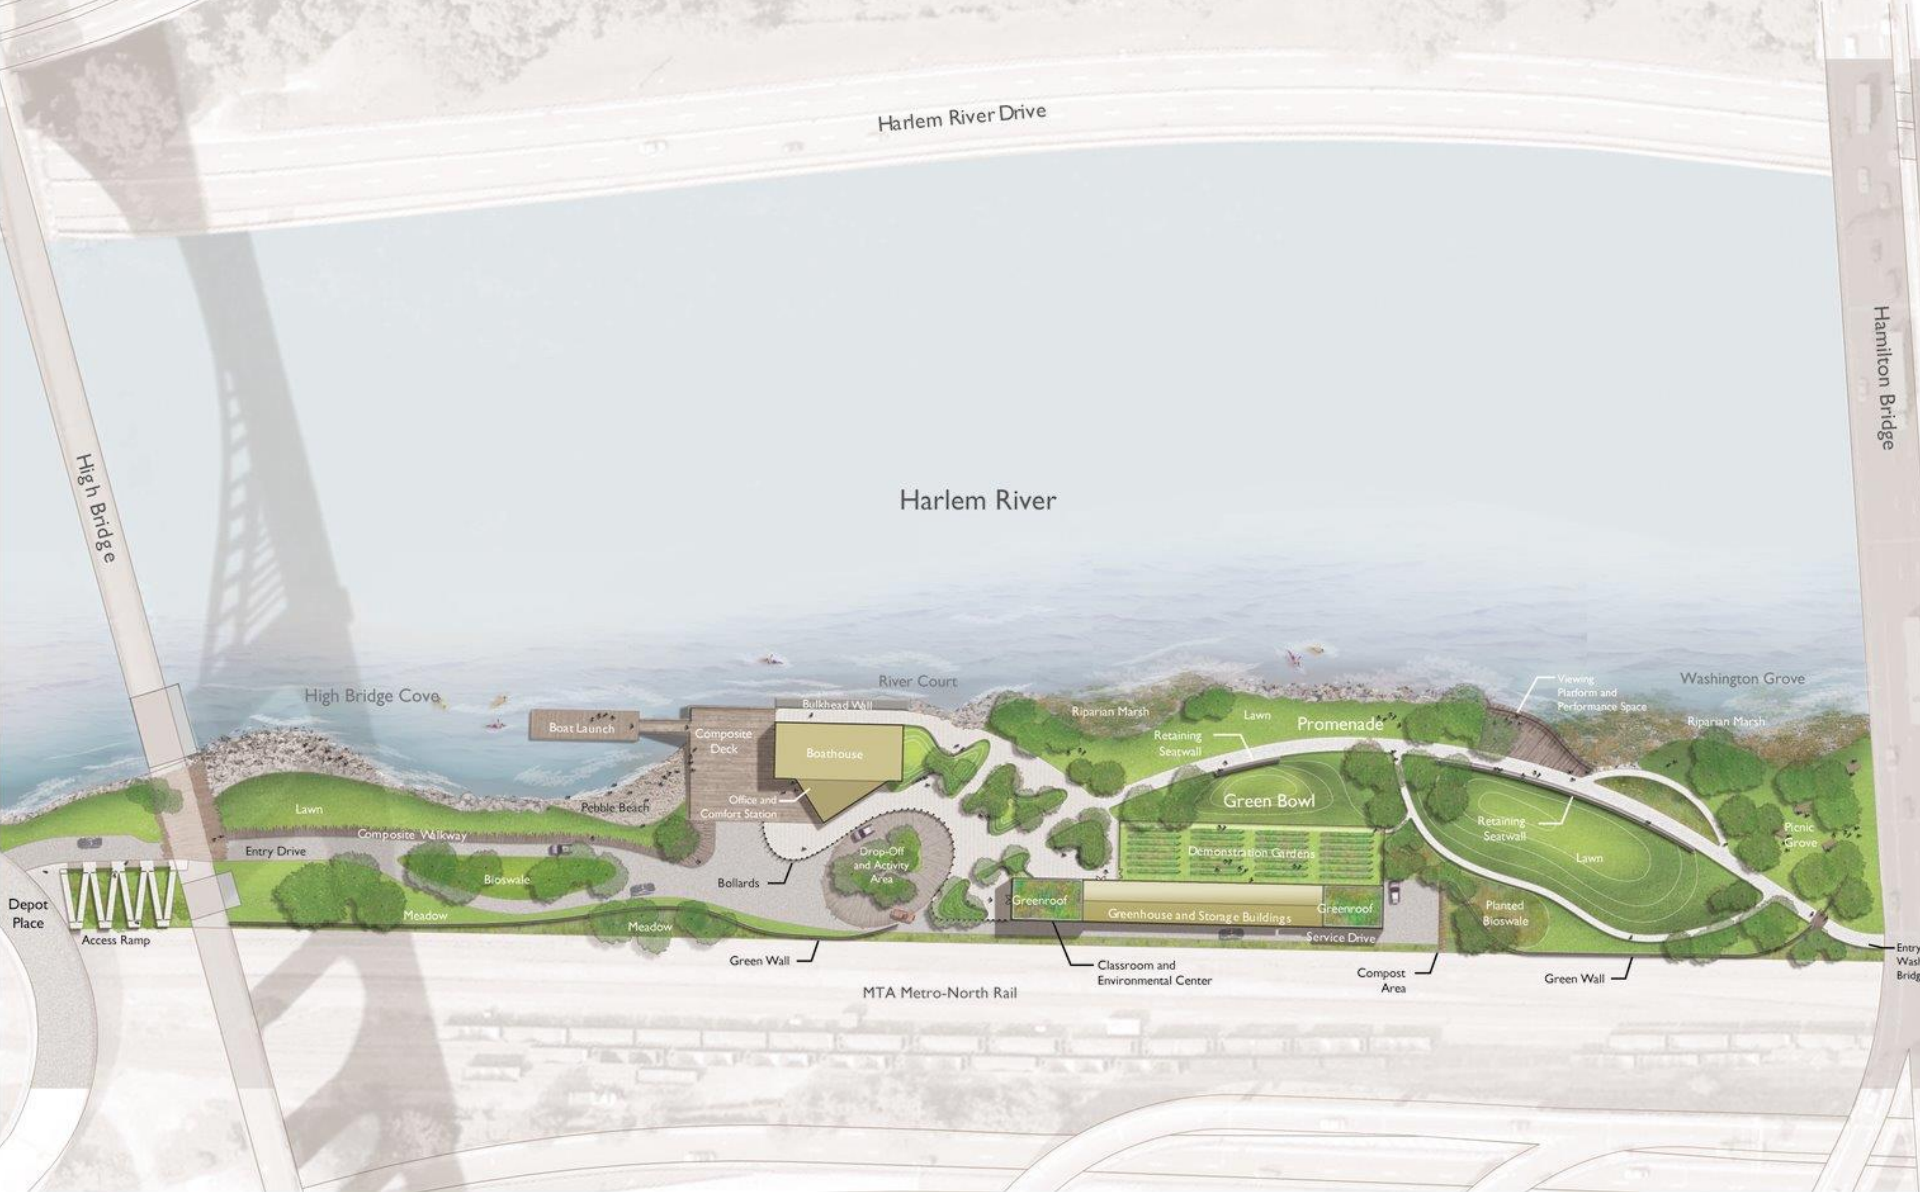 Harlem River Drive
Hamilton Bridge
High Bridge
Harlem River
High Bridge Cove
River Court
Washington Grove
Viewing
Platform and
Performance Space
Boat Launch
Composite
Deck
Bulkhead Wall
Boathouse
Riparian Marsh
Lawn
Promenade
Riparian Marsh
Retaining
Seatwall
Office and
Comfort Station
Pebble Beach
Lawn
Composite Walkway
Entry Drive
Green Bowl
Retaining
Seatwall
Lawn
Picnic
Grove
Demonstration Gardens
Drop-Off
and Activity
Area
Bollards
Bioswale
Meadow
Meadow
Depot
Place
Access Ramp
Greenroof
Greenhouse and Storage Buildings
Greenroof
Planted
Bioswale
Service Drive
Green Wall
Classroom and
Environmental Center
Compost
Area
Green Wall
Entry
Wash
Bridg
MTA Metro-North Rail